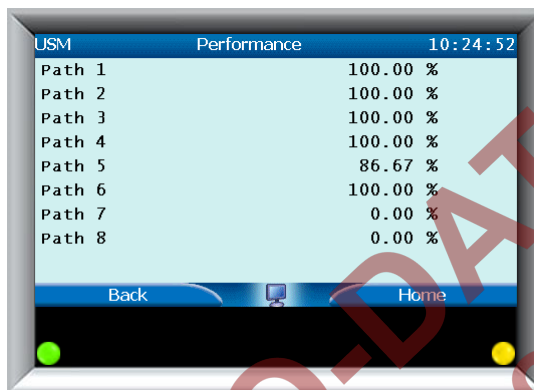 USM Performance 10:24:52
Path 1 100.00 %
Path 2 100.00 %
Path 3 100.00 %
Path 4 100.00 %
Path 5 86.67 %
Path 6 100.00 %
Path 7 0.00 %
Path 8 0.00 %
Back Home